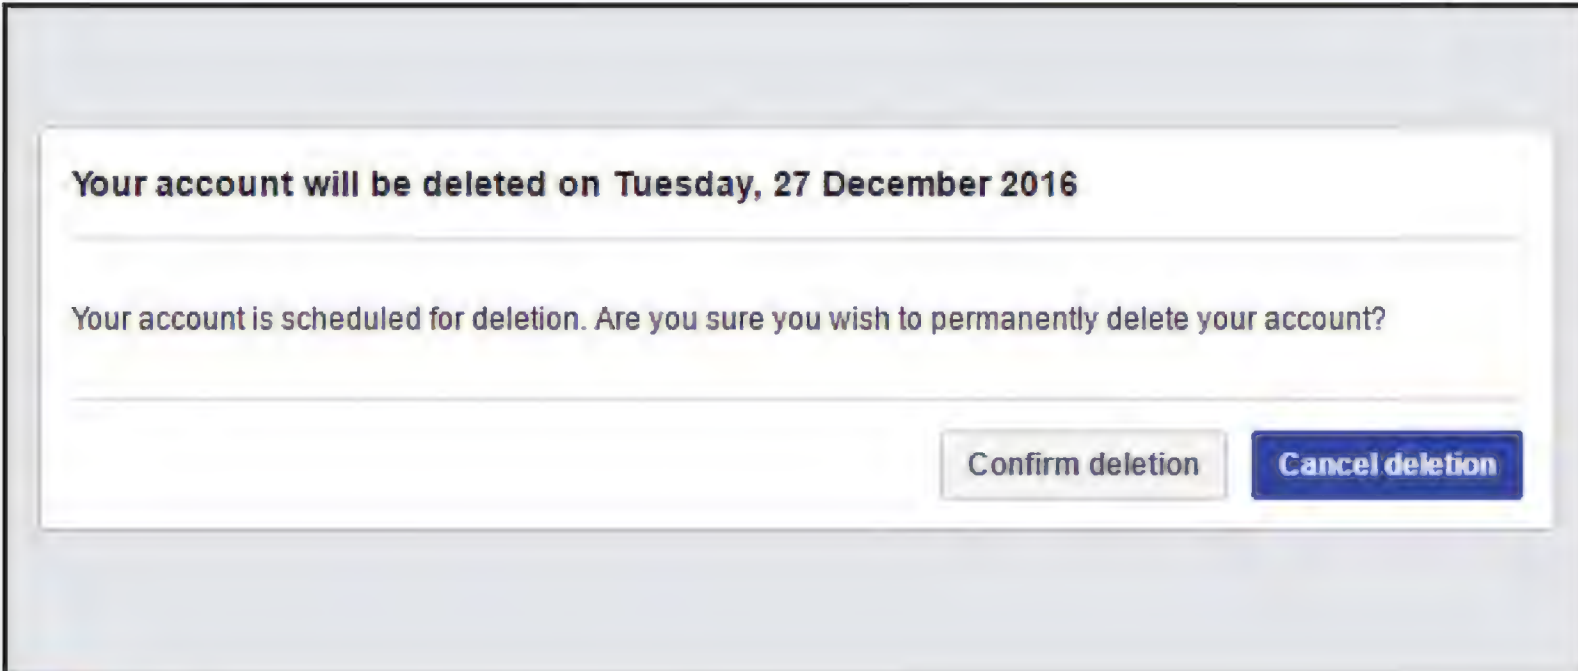 Your account will be deleted on Tuesday, 27 December 2016
Your account is scheduled for deletion. Are you sure you wish to permanently delete your account?
Confirm deletion
Cancel deletion